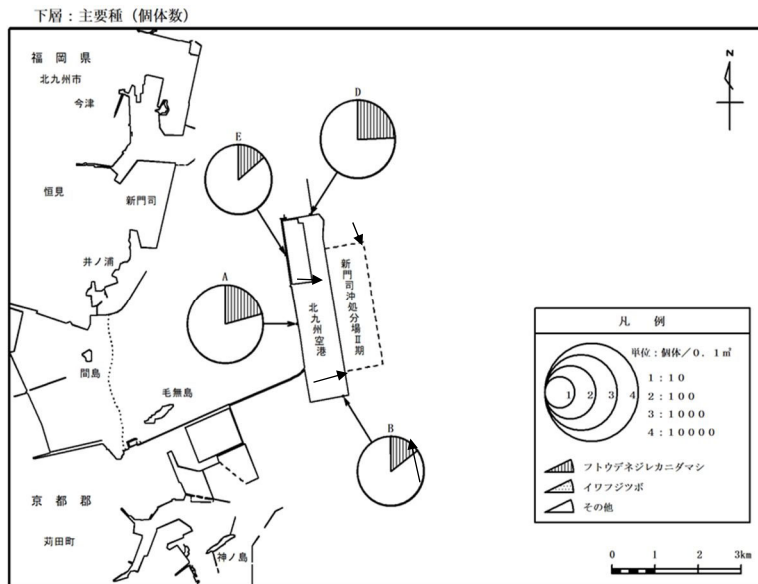 下層：主要種（個体数）
福岡県
北九州市
今津
N
D
E
恒見
新門司
井ノ浦
A
新門司沖処分場Ⅱ期
北九州空港
間島
毛無島
B
京都郡
苅田町
神ノ島
凡　例
単位：個体／０．１㎡
1 2 3 4
１：１０
２：１００
３：１０００
４：１００００
フトウデネジレカニダマシ
イワフジツボ
その他
0 1 2 3km